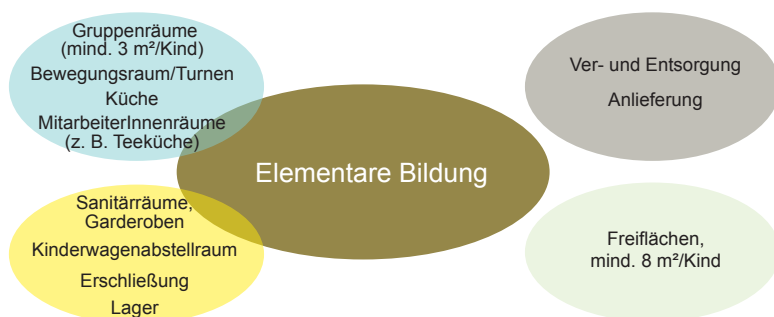 Gruppenräume
(mind. 3 m²/Kind)
Bewegungsraum/Turnen
Küche
MitarbeiterInnenräume
(z. B. Teeküche)
Elementare Bildung
Ver- und Entsorgung
Anlieferung
Sanitärräume,
Garderoben
Kinderwagenabstellraum
Erschließung
Lager
Freiflächen,
mind. 8 m²/Kind